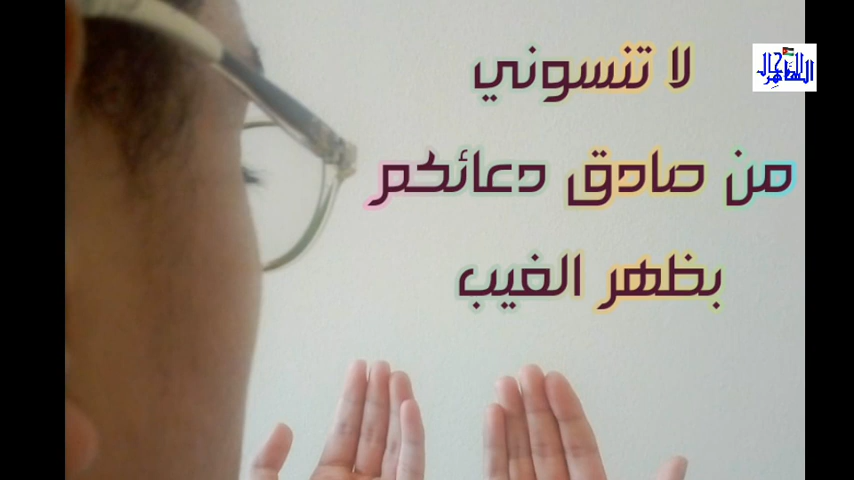 لا تنسوني
من صادق دعائكم
بظهر الغيب